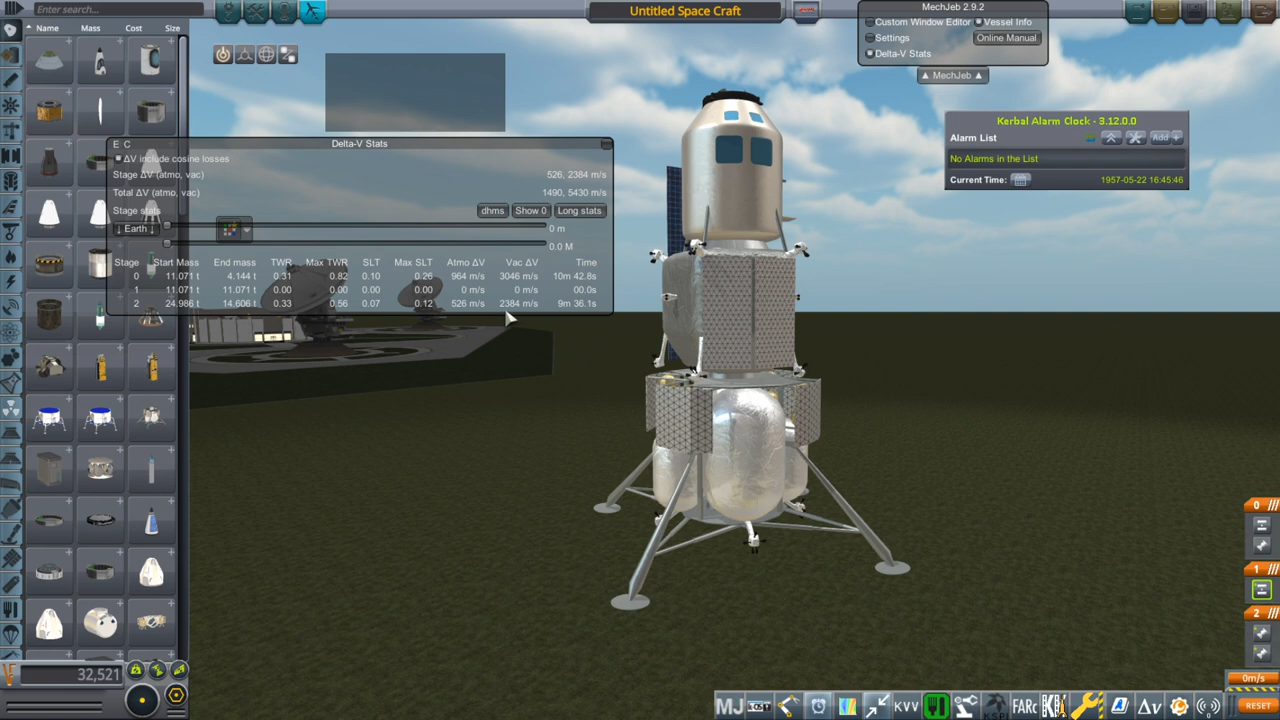 Enter search...
Untitled Space Craft
MechJeb 2.9.2
Custom Window Editor
Vessel Info
Settings
Online Manual
Delta-V Stats
▲ MechJeb ▲
Name Mass Cost Size
Kerbal Alarm Clock - 3.12.0.0
Alarm List
Add +
No Alarms in the List
Current Time:
1957-05-22 16:45:46
E C
Delta-V Stats
ΔV include cosine losses
Stage ΔV (atmo, vac) 526, 2384 m/s
Total ΔV (atmo, vac) 1490, 5430 m/s
Stage stats
dhms
Show 0
Long stats
↓ Earth ↓
0 m
0.0 M
Stage Start Mass End mass TWR Max TWR SLT Max SLT Atmo ΔV Vac ΔV Time
0 11.071 t 4.144 t 0.31 0.82 0.10 0.26 964 m/s 3046 m/s 10m 42.8s
1 11.071 t 11.071 t 0.00 0.00 0.00 0.00 0 m/s 0 m/s 00.0s
2 24.986 t 14.606 t 0.33 0.56 0.07 0.12 526 m/s 2384 m/s 9m 36.1s
0
1
2
0m/s
32,521
MJ
KVV
KSPI
FARc
Δv
RESET